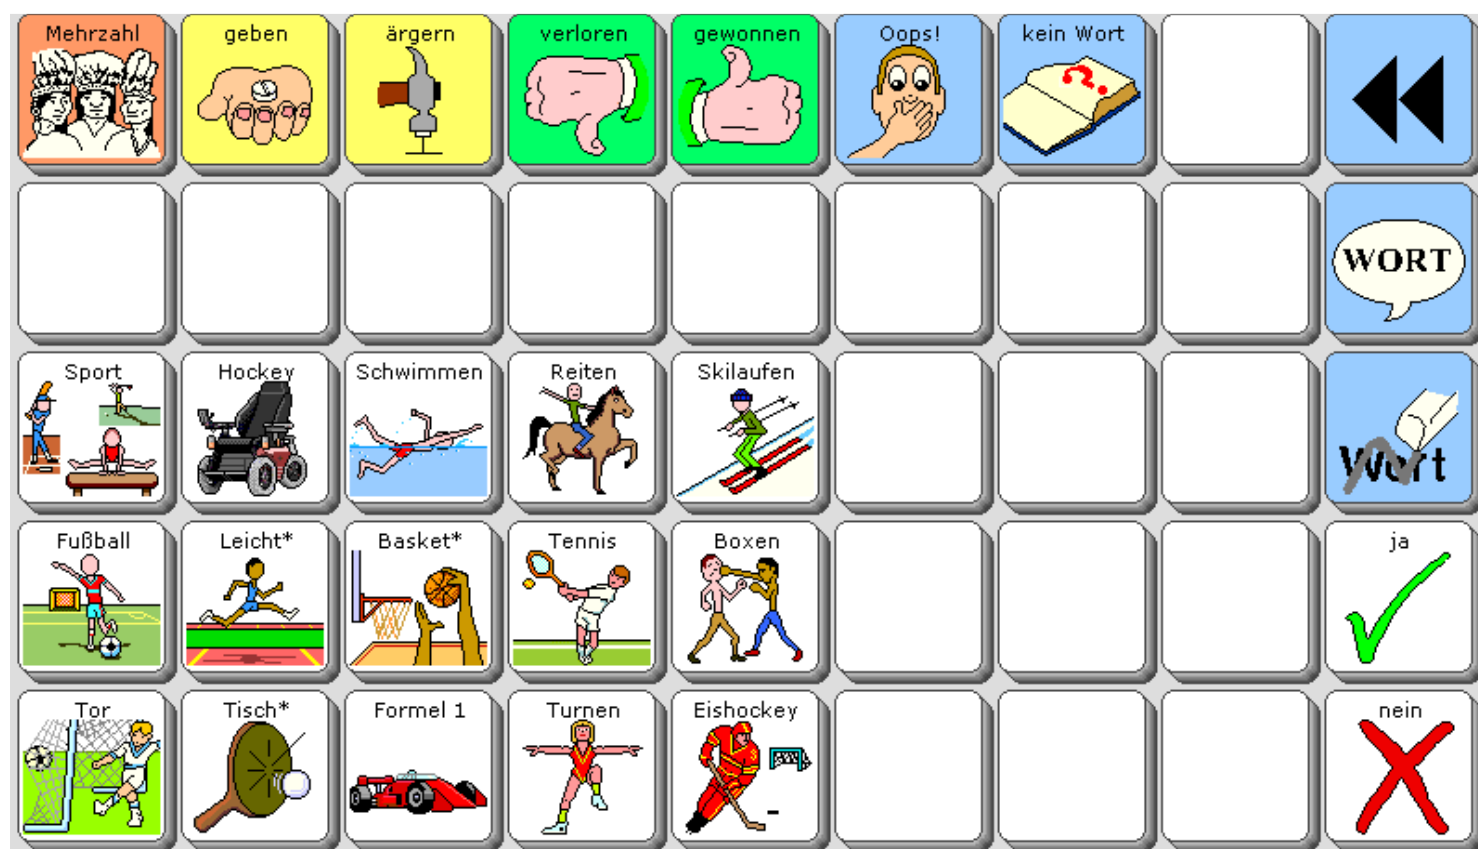 Mehrzahl
geben
ärgern
verloren
gewonnen
Oops!
kein Wort
?
WORT
Sport
Hockey
Schwimmen
Reiten
Skilaufen
Wort
Fußball
Leicht*
Basket*
Tennis
Boxen
ja
Tor
Tisch*
Formel 1
Turnen
Eishockey
nein